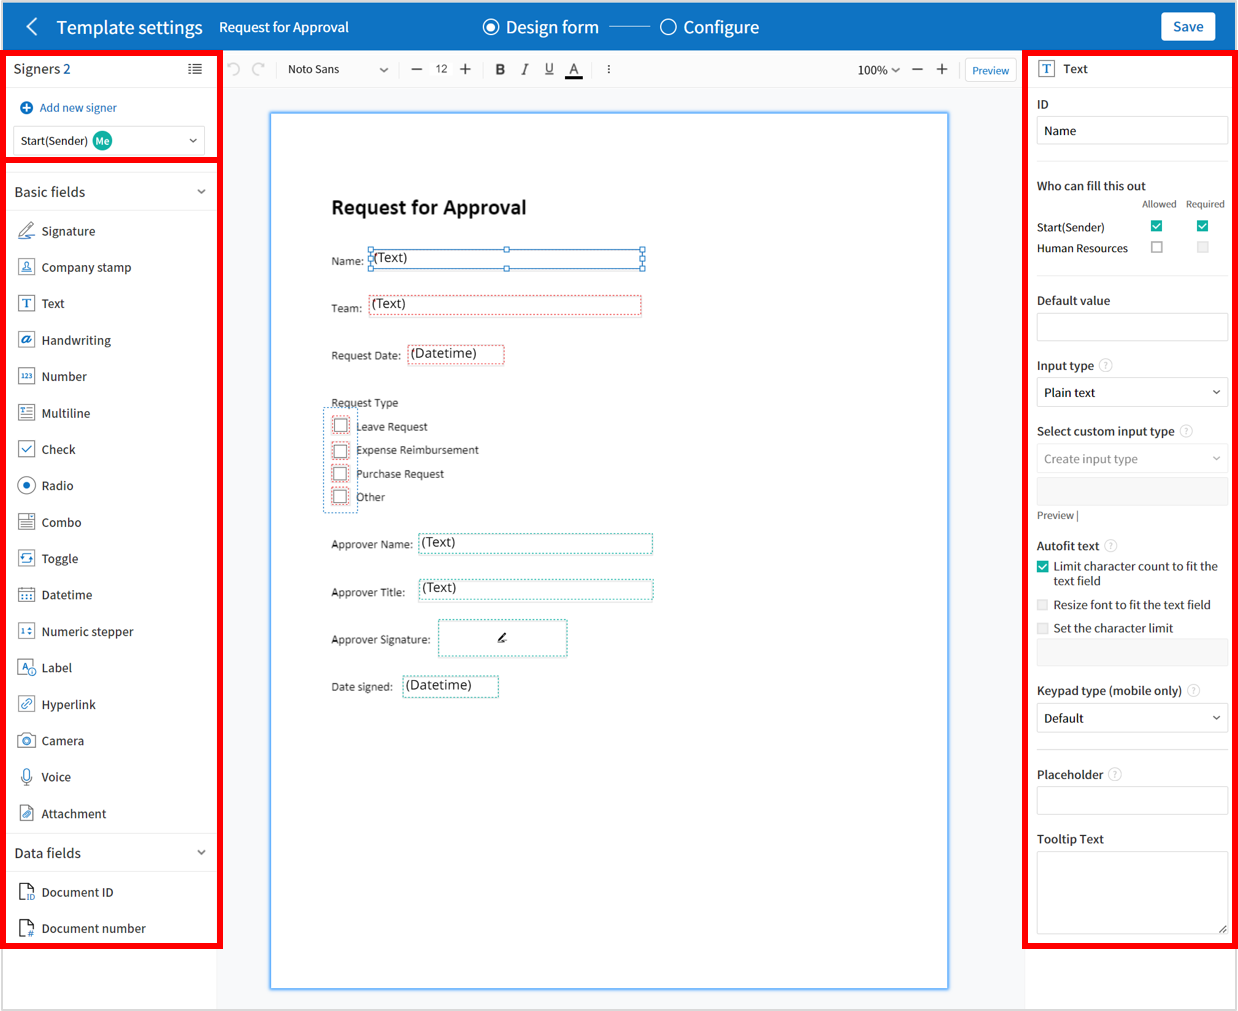 Template settings Request for Approval Design form Configure Save
Signers 2
Add new signer
Start(Sender) Me
Basic fields
Signature
Company stamp
Text
Handwriting
Number
Multiline
Check
Radio
Combo
Toggle
Datetime
Numeric stepper
Label
Hyperlink
Camera
Voice
Attachment
Data fields
Document ID
Document number
Noto Sans 12 B I U A 100% Preview
Request for Approval
Name: (Text)
Team: (Text)
Request Date: (Datetime)
Request Type
Leave Request
Expense Reimbursement
Purchase Request
Other
Approver Name: (Text)
Approver Title: (Text)
Approver Signature:
Date signed: (Datetime)
T Text
ID
Name
Who can fill this out
Allowed Required
Start(Sender)
Human Resources
Default value
Input type ?
Plain text
Select custom input type ?
Create input type
Preview |
Autofit text ?
Limit character count to fit the
text field
Resize font to fit the text field
Set the character limit
Keypad type (mobile only) ?
Default
Placeholder ?
Tooltip Text